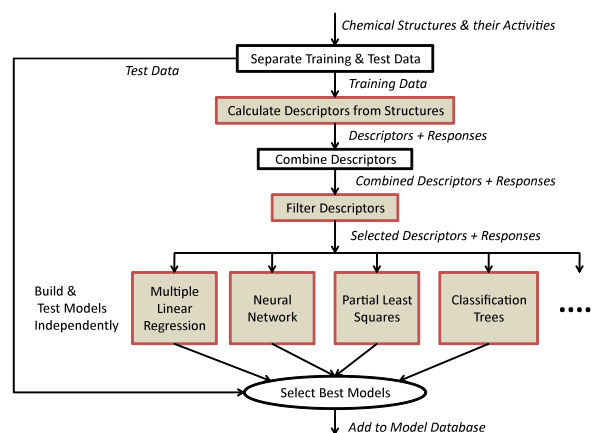 Chemical Structures & their Activities
Separate Training & Test Data
Test Data
Training Data
Calculate Descriptors from Structures
Descriptors + Responses
Combine Descriptors
Combined Descriptors + Responses
Filter Descriptors
Selected Descriptors + Responses
Build &
Test Models
Independently
Multiple
Linear
Regression
Neural
Network
Partial Least
Squares
Classification
Trees
....
Select Best Models
Add to Model Database